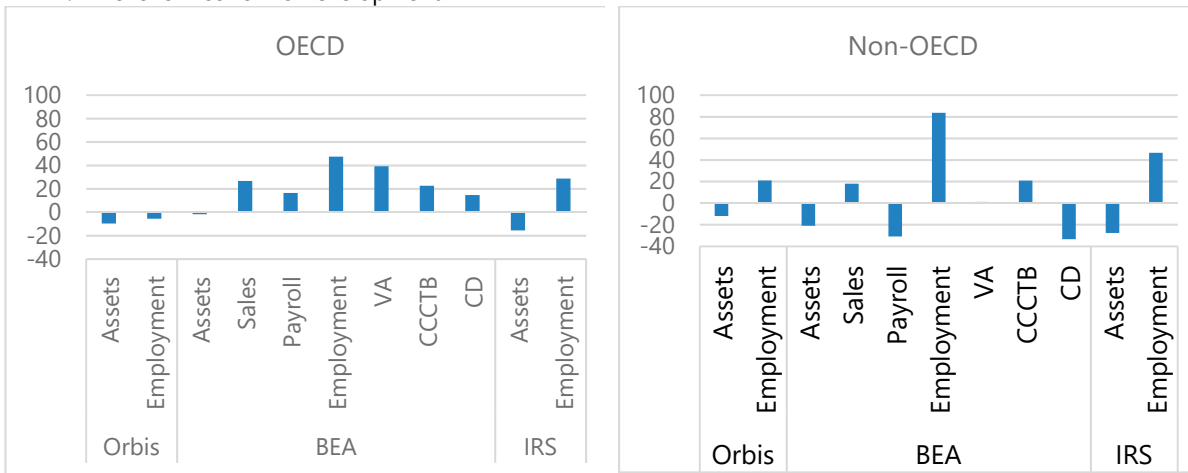 OECD
100
80
60
40
20
0
-20
-40
Assets
Employment
Assets
Sales
Payroll
Employment
VA
CCCTB
CD
Assets
Employment
Orbis
BEA
IRS
Non-OECD
100
80
60
40
20
0
-20
-40
Assets
Employment
Assets
Sales
Payroll
Employment
VA
CCCTB
CD
Assets
Employment
Orbis
BEA
IRS